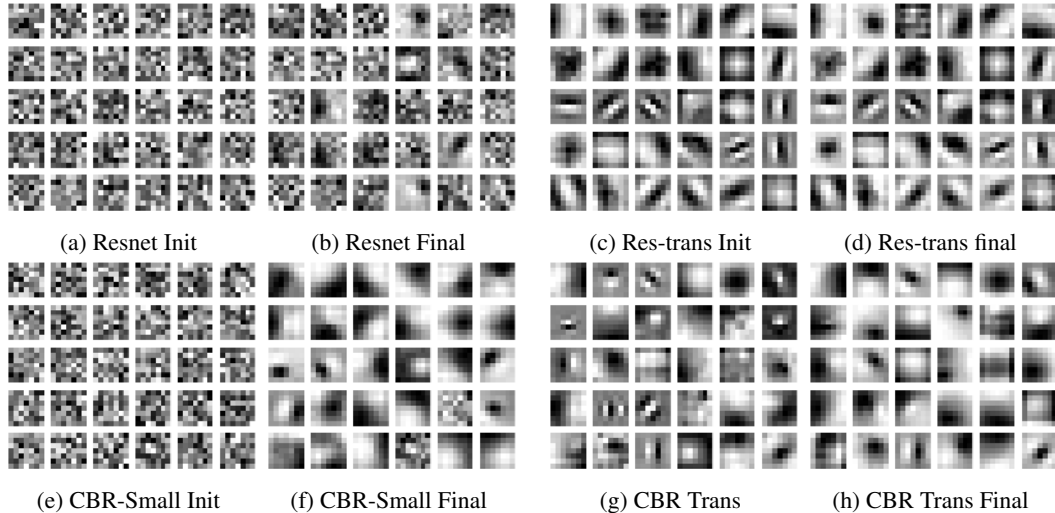 (a) Resnet Init
(b) Resnet Final
(c) Res-trans Init
(d) Res-trans final
(e) CBR-Small Init
(f) CBR-Small Final
(g) CBR Trans
(h) CBR Trans Final